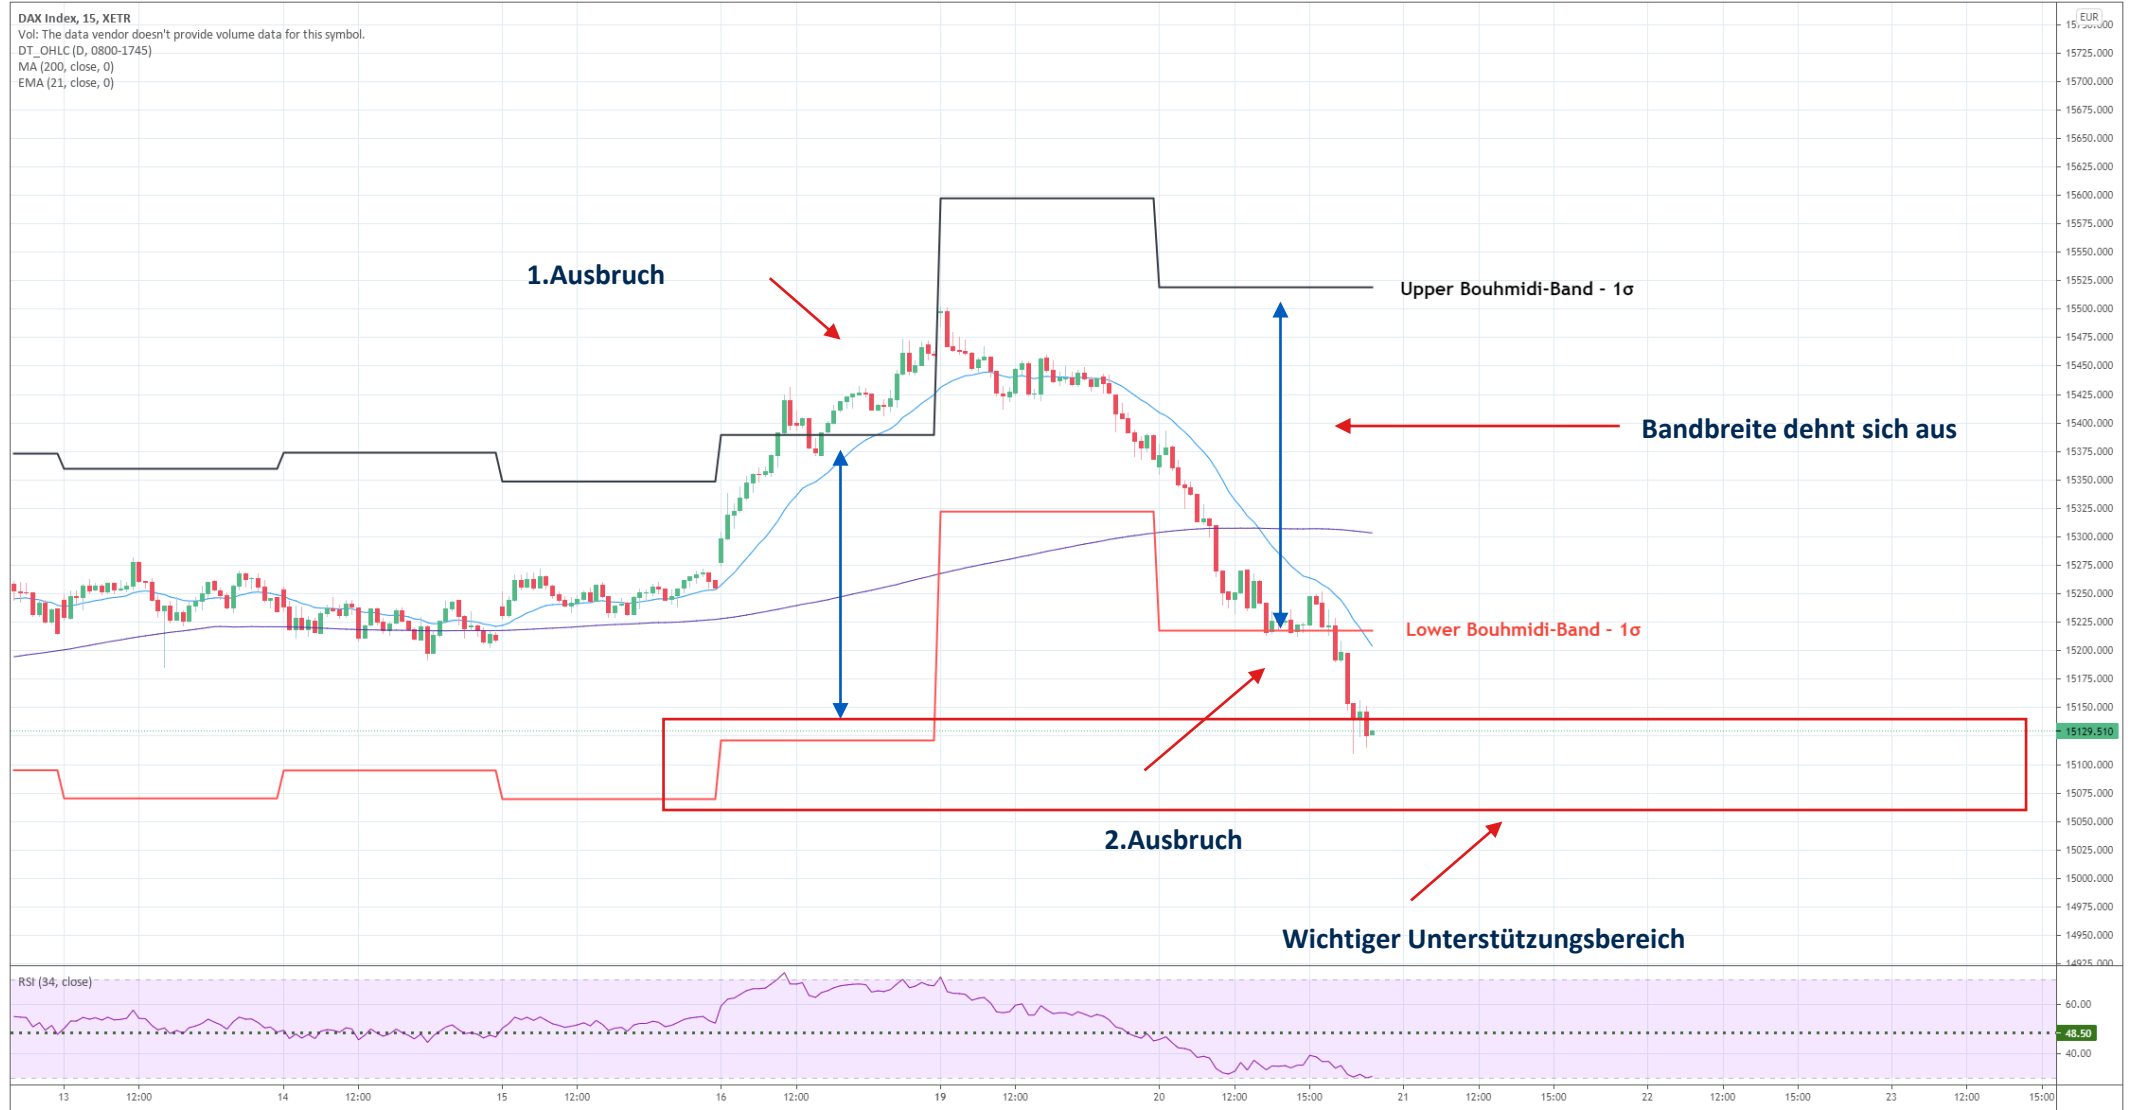 DAX Index, 15, XETR
Vol: The data vendor doesn't provide volume data for this symbol.
DT_OHLC (D, 0800-1745)
MA (200, close, 0)
EMA (21, close, 0)
EUR
15725.000
15700.000
15675.000
15650.000
15625.000
15600.000
15575.000
15550.000
15525.000
15500.000
15475.000
15450.000
15425.000
15400.000
15375.000
15350.000
15325.000
15300.000
15275.000
15250.000
15225.000
15200.000
15175.000
15150.000
15129.510
15100.000
15075.000
15050.000
15025.000
15000.000
14975.000
14950.000
14925.000
1.Ausbruch
Upper Bouhmidi-Band - 1σ
Bandbreite dehnt sich aus
Lower Bouhmidi-Band - 1σ
2.Ausbruch
Wichtiger Unterstützungsbereich
RSI (34, close)
60.00
48.50
40.00
13 12:00 14 12:00 15 12:00 16 12:00 19 12:00 20 12:00 15:00 21 12:00 15:00 22 12:00 15:00 23 12:00 15:00